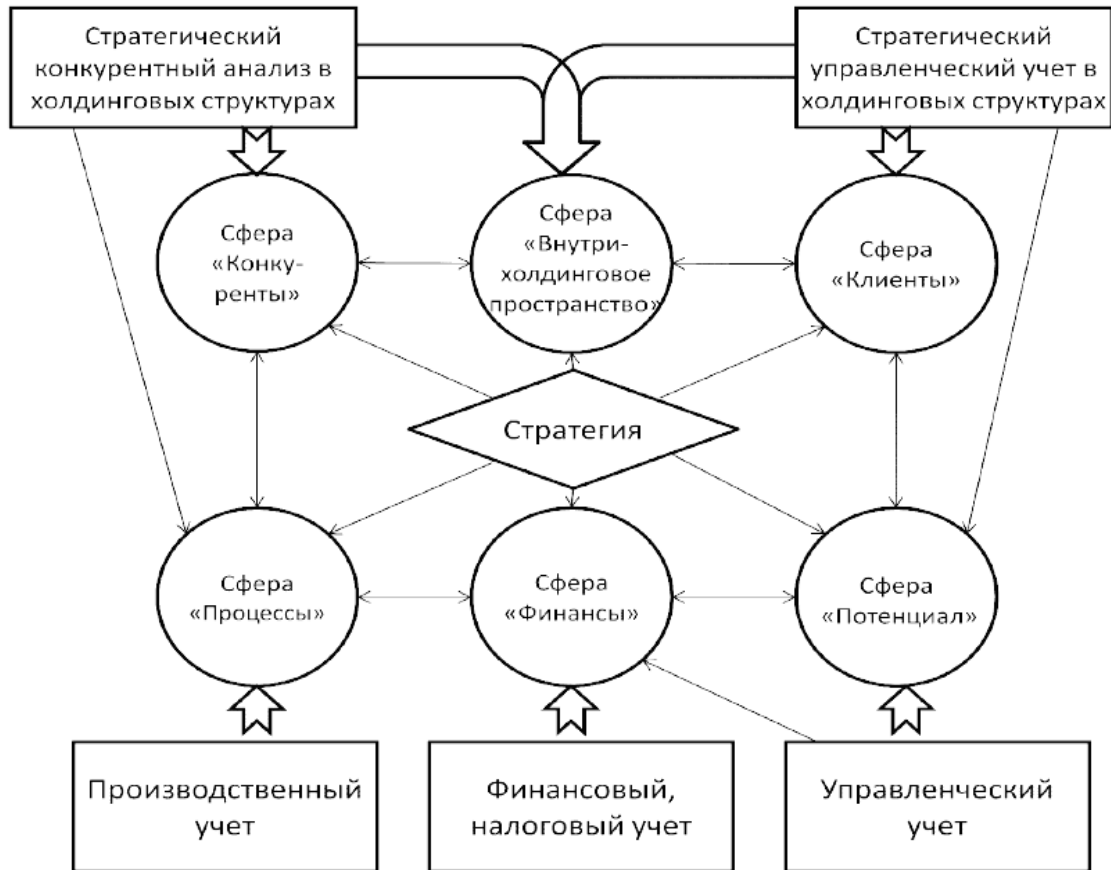 Стратегический
конкурентный анализ в
холдинговых структурах
Стратегический
управленческий учет в
холдинговых структурах
Сфера
«Конку-
ренты»
Сфера
«Внутри-
холдинговое
пространство»
Сфера
«Клиенты»
Стратегия
Сфера
«Процессы»
Сфера
«Финансы»
Сфера
«Потенциал»
Производственный
учет
Финансовый,
налоговый учет
Управленческий
учет